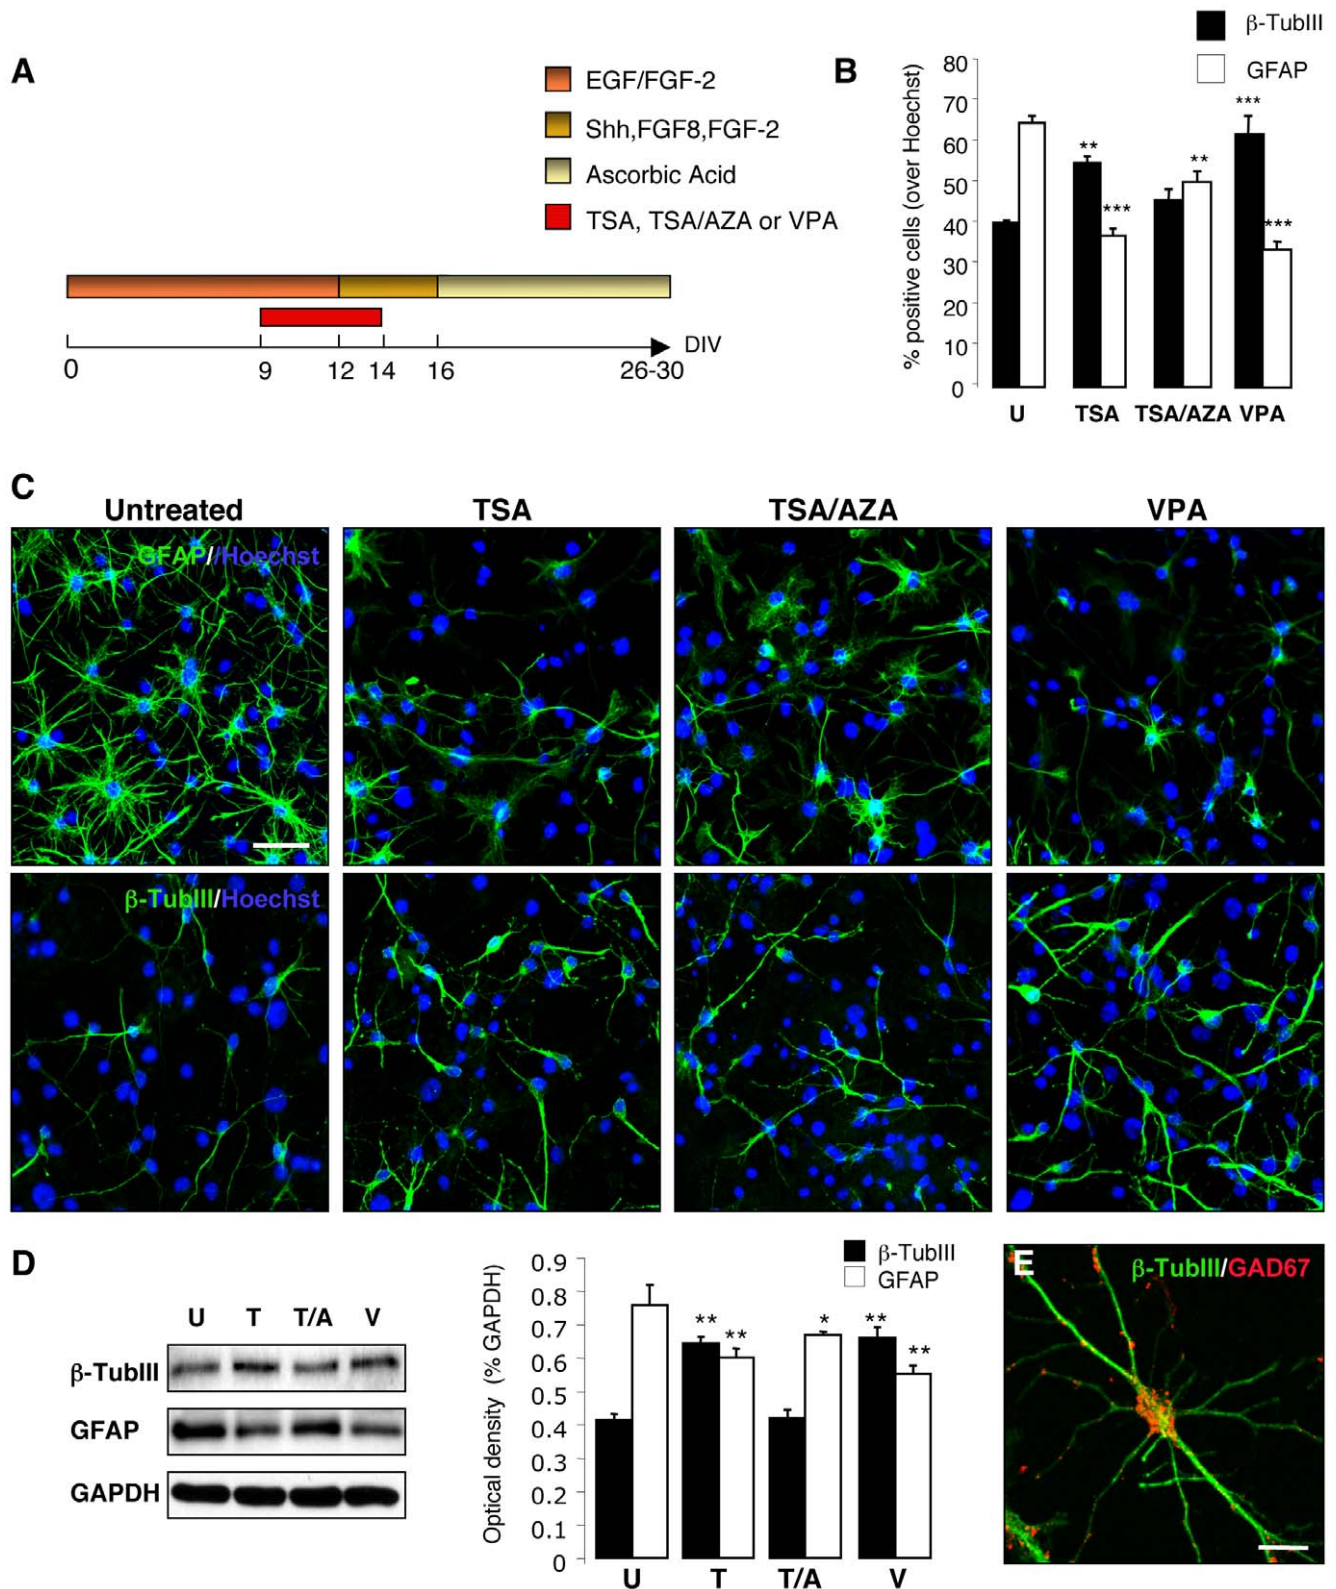 A
EGF/FGF-2
Shh,FGF8,FGF-2
Ascorbic Acid
TSA, TSA/AZA or VPA
DIV
0 9 12 14 16 26-30
B
β-TubIII
GFAP
% positive cells (over Hoechst)
80
70
60
50
40
30
20
10
0
** *** ** *** ***
U TSA TSA/AZA VPA
C
Untreated TSA TSA/AZA VPA
GFAP//Hoechst
β-TubIII/Hoechst
D
U T T/A V
β-TubIII
GFAP
GAPDH
β-TubIII
GFAP
Optical density (% GAPDH)
0.9
0.8
0.7
0.6
0.5
0.4
0.3
0.2
0.1
0
** ** * ** **
U T T/A V
E
β-TubIII/GAD67